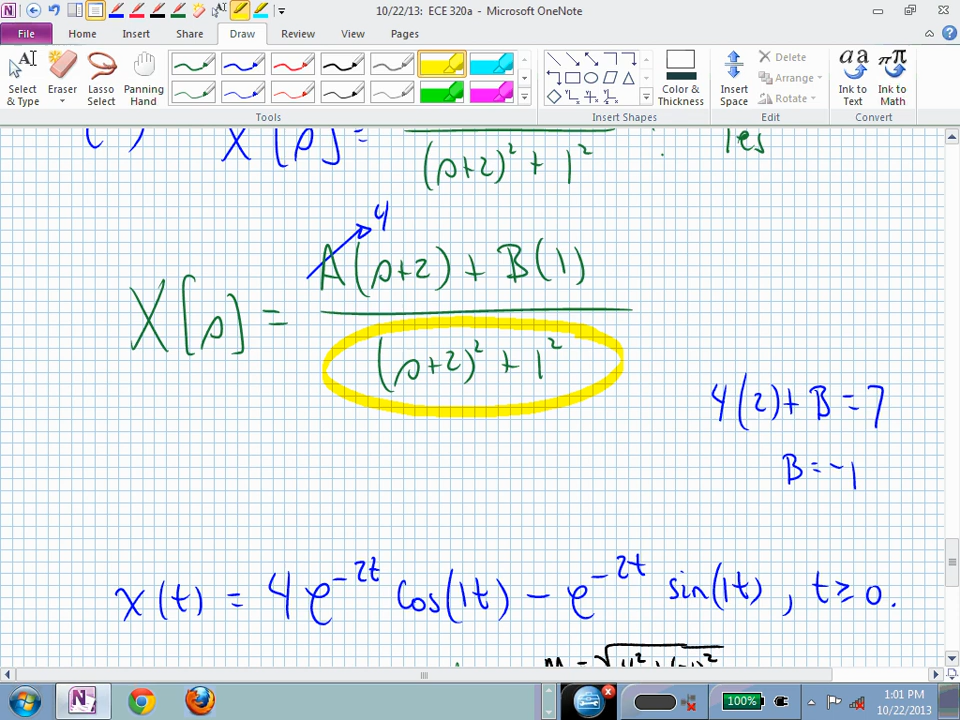 10/22/13: ECE 320a - Microsoft OneNote
File Home Insert Share Draw Review View Pages
Select & Type Eraser Lasso Select Panning Hand Color & Thickness Insert Space Delete Arrange Rotate Ink to Text Ink to Math
Tools Insert Shapes Edit Convert
X[s] =
(s+2)² + 1²
Yes
4
X[s] = A(s+2) + B(1)
(s+2)² + 1²
4(2) + B = 7
B = -1
x(t) = 4e^-2t cos(1t) - e^-2t sin(1t), t ≥ 0.
100%
1:01 PM
10/22/2013